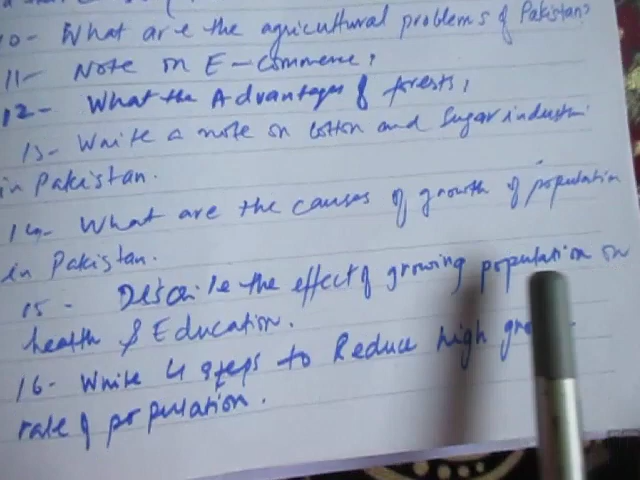 10- What are the agricultural problems of Pakistan?
11- Note on E-commerce,
12- What the Advantages of forests,
13- Write a note on Cotton and Sugar industr
in Pakistan.
14- What are the causes of growth of population
in Pakistan.
15- Describe the effect of growing population on
health & Education.
16- Write 4 steps to Reduce high
rate of population.